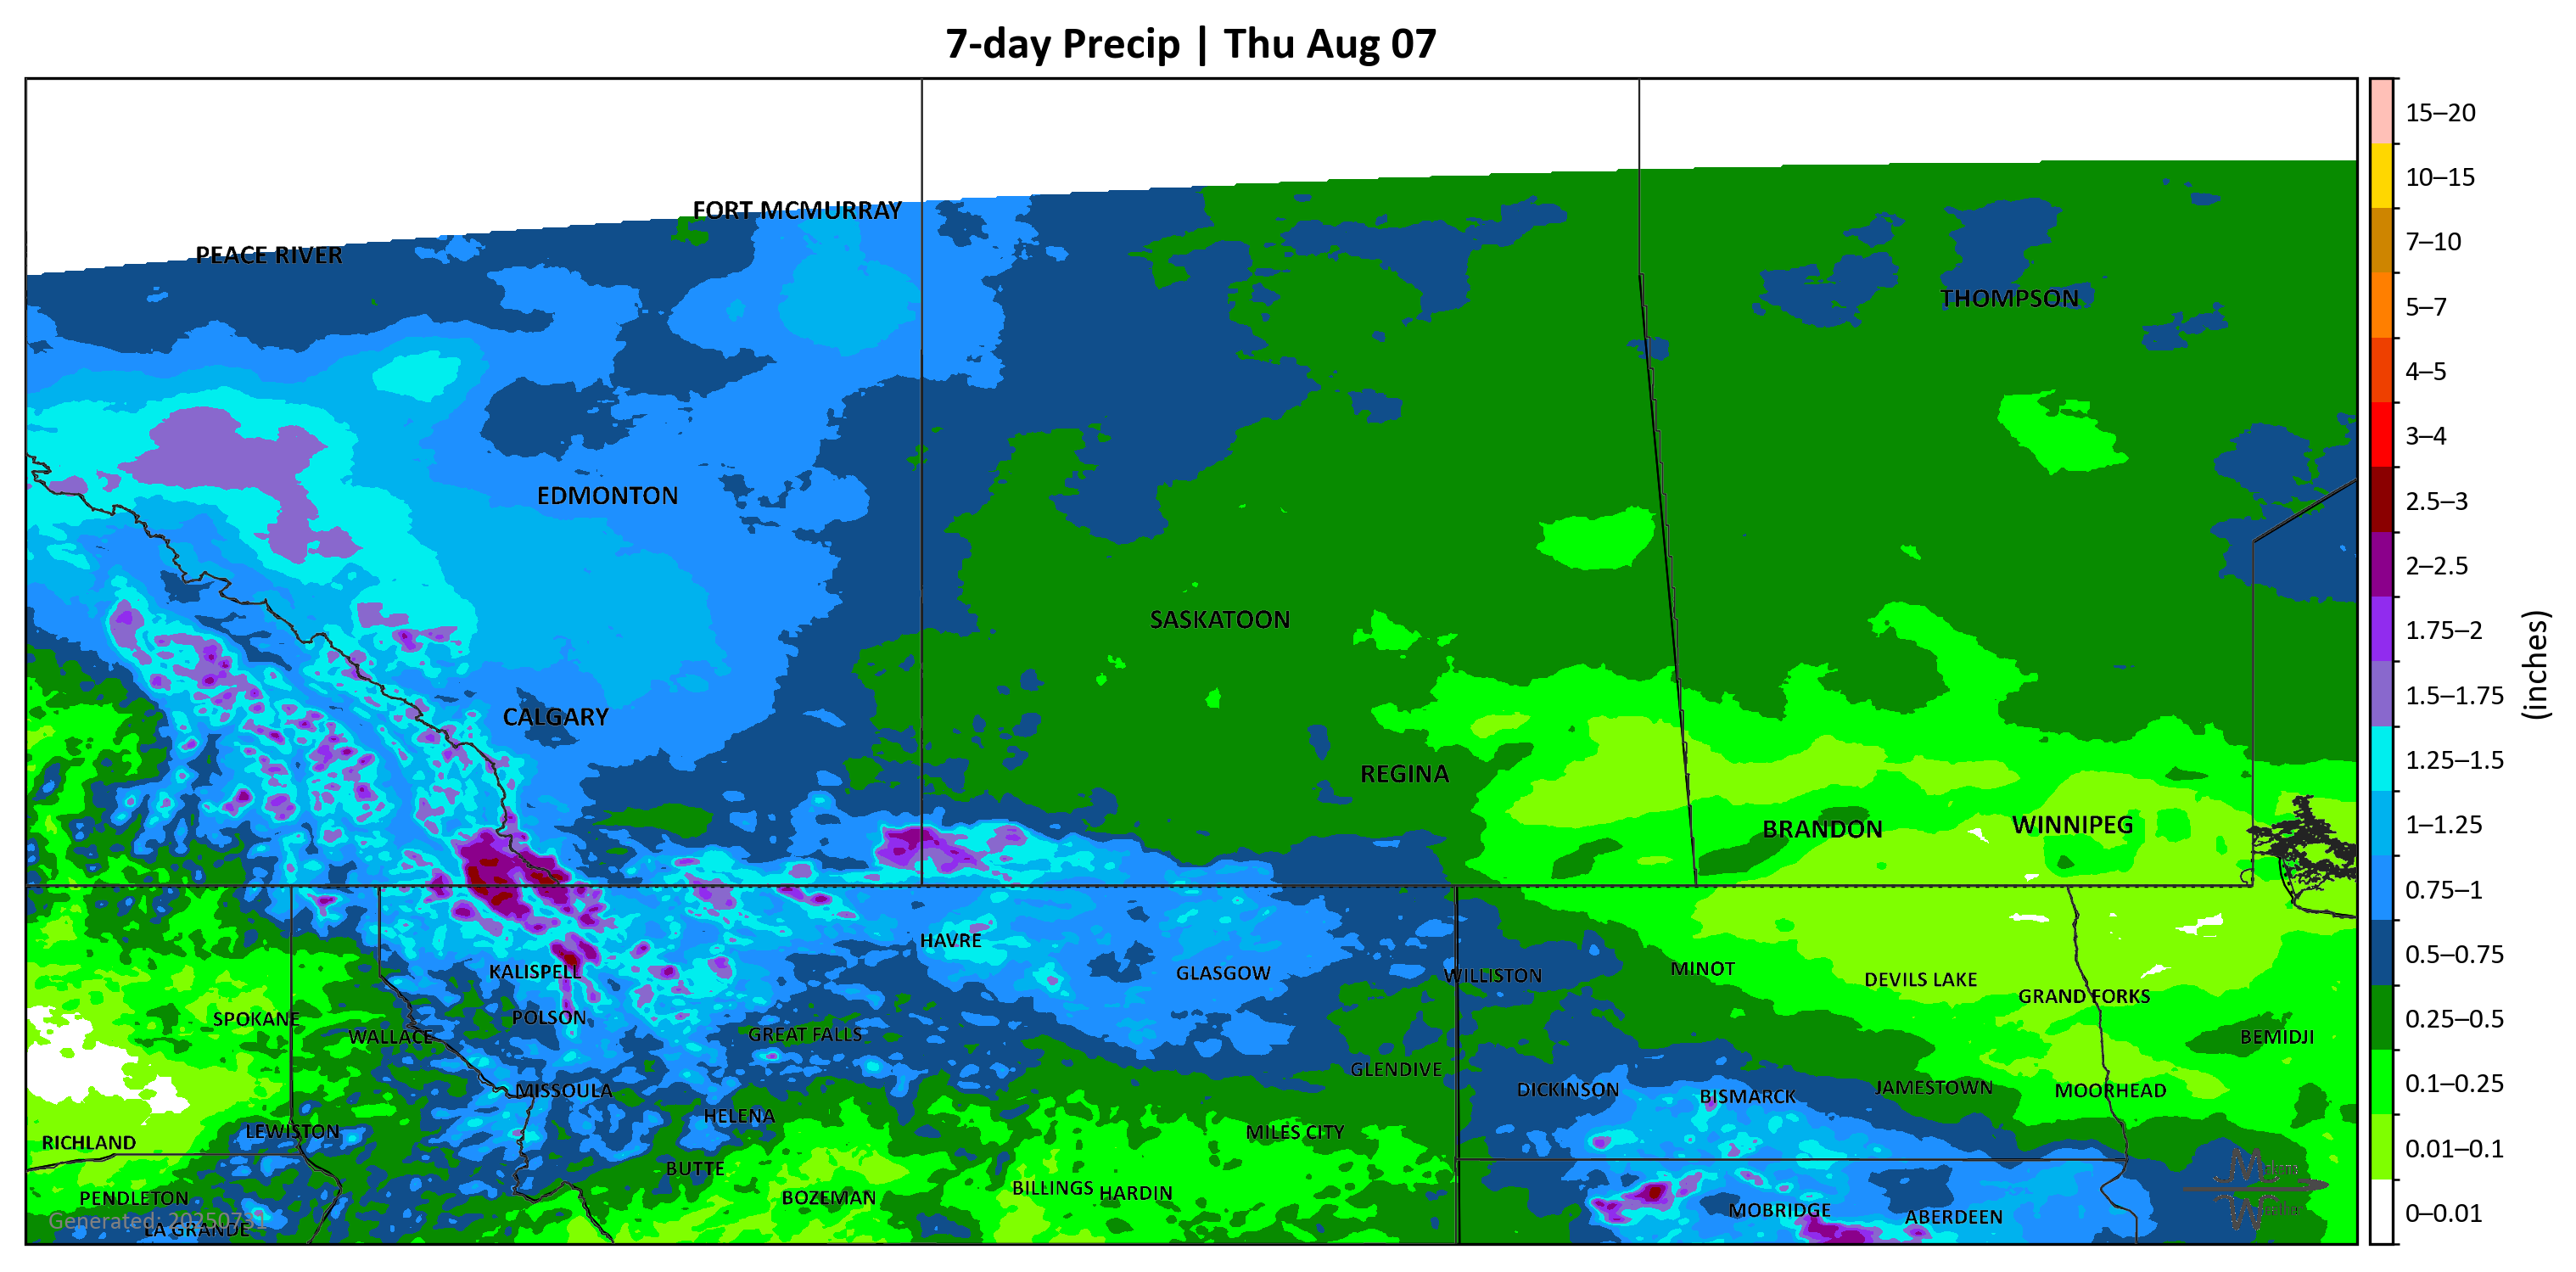 7-day Precip | Thu Aug 07
FORT MCMURRAY
PEACE RIVER
THOMPSON
EDMONTON
SASKATOON
CALGARY
REGINA
BRANDON
WINNIPEG
HAVRE
KALISPELL
GLASGOW
WILLISTON
MINOT
DEVILS LAKE
GRAND FORKS
SPOKANE
POLSON
WALLACE
GREAT FALLS
BEMIDJI
GLENDIVE
MISSOULA
DICKINSON
BISMARCK
JAMESTOWN
MOORHEAD
HELENA
LEWISTON
RICHLAND
MILES CITY
BUTTE
PENDLETON
BOZEMAN
BILLINGS
HARDIN
MOBRIDGE
ABERDEEN
Generated: 20250731
LA GRANDE
15–20
10–15
7–10
5–7
4–5
3–4
2.5–3
2–2.5
1.75–2
1.5–1.75
1.25–1.5
1–1.25
0.75–1
0.5–0.75
0.25–0.5
0.1–0.25
0.01–0.1
0–0.01
(inches)